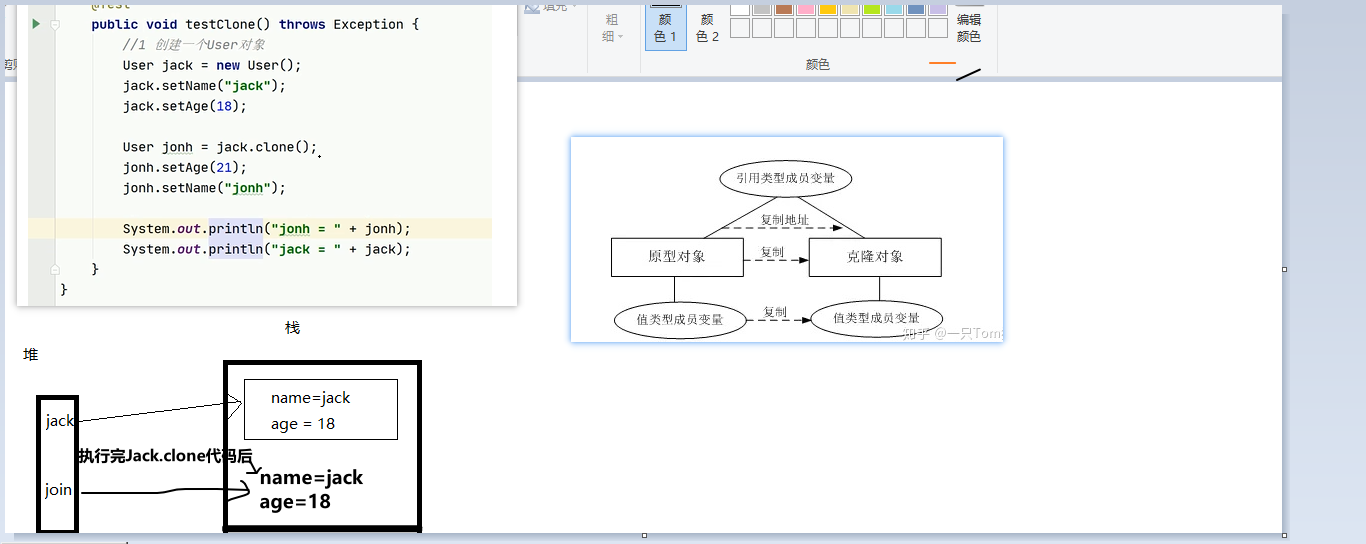 @Test
public void testClone() throws Exception {
//1 创建一个User对象
User jack = new User();
jack.setName("jack");
jack.setAge(18);
User jonh = jack.clone();
jonh.setAge(21);
jonh.setName("jonh");
System.out.println("jonh = " + jonh);
System.out.println("jack = " + jack);
}
}
填充
粗
细
颜
色 1
颜
色 2
编辑
颜色
颜色
引用类型成员变量
复制地址
原型对象
复制
克隆对象
值类型成员变量
复制
值类型成员变量
知乎 @一只Tom
栈
堆
name=jack
age = 18
jack
执行完Jack.clone代码后
name=jack
age=18
join